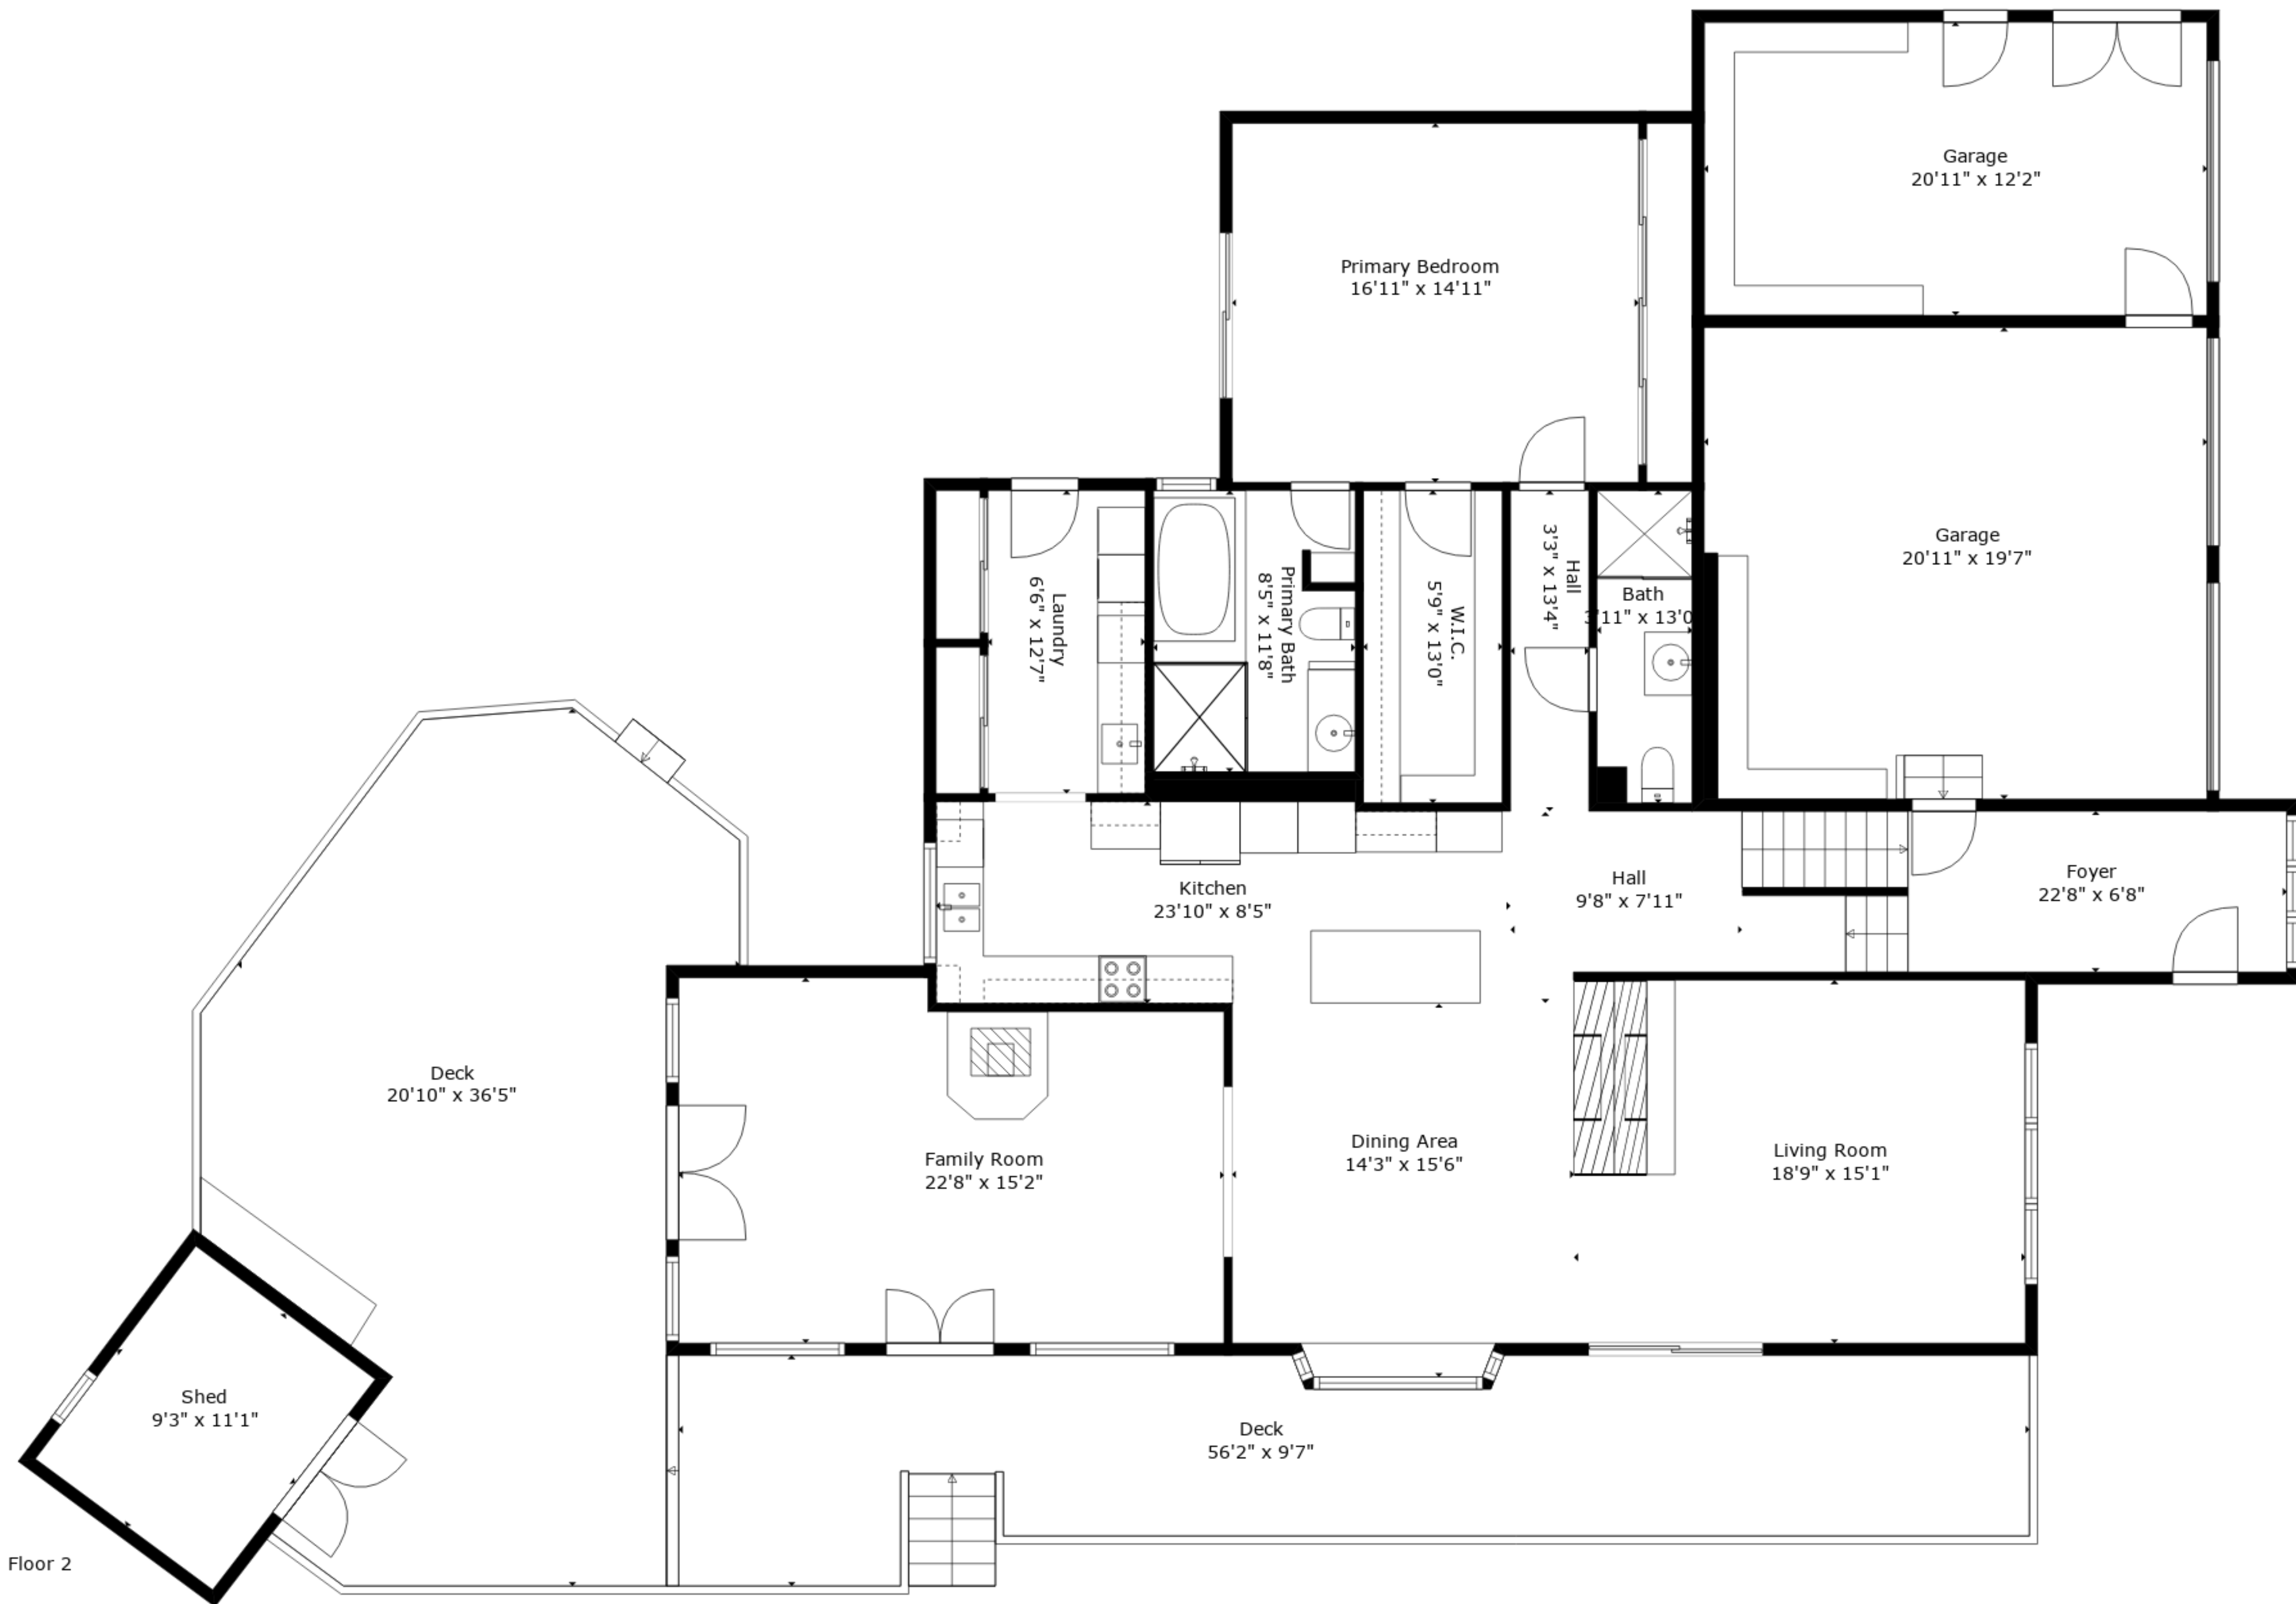 Garage
20'11" x 12'2"
Primary Bedroom
16'11" x 14'11"
Garage
20'11" x 19'7"
Hall
3'3" x 13'4"
Bath
3'11" x 13'0
Laundry
6'6" x 12'7"
Primary Bath
8'5" x 11'8"
W.I.C.
5'9" x 13'0"
Kitchen
23'10" x 8'5"
Hall
9'8" x 7'11"
Foyer
22'8" x 6'8"
Deck
20'10" x 36'5"
Family Room
22'8" x 15'2"
Dining Area
14'3" x 15'6"
Living Room
18'9" x 15'1"
Shed
9'3" x 11'1"
Deck
56'2" x 9'7"
Floor 2